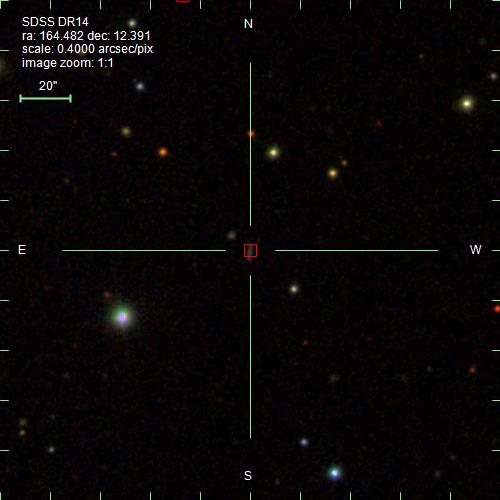 SDSS DR14
ra: 164.482 dec: 12.391
scale: 0.4000 arcsec/pix
image zoom: 1:1
20"
N
E
W
S